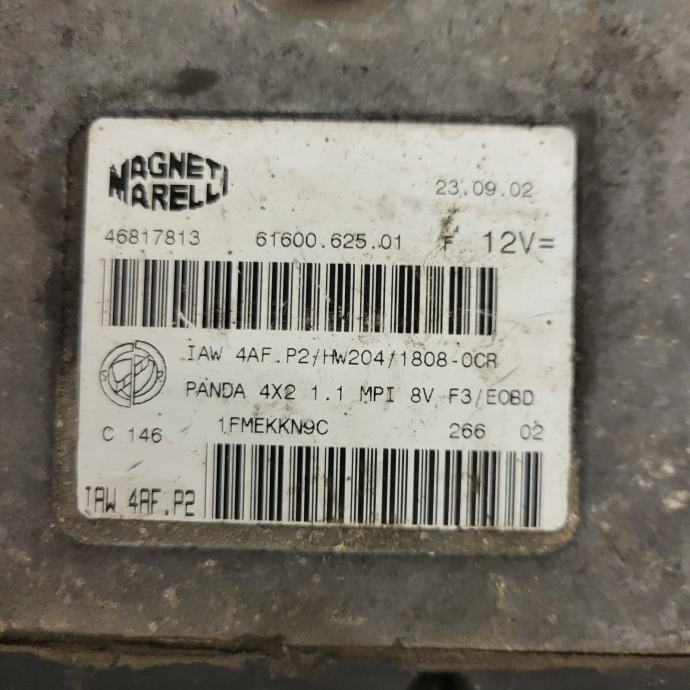 MAGNETI
MARELLI
23.09.02
46817813 61600.625.01 F 12V=
IAW 4AF.P2/HW204/1808-0CR
PANDA 4X2 1.1 MPI 8V F3/EOBD
C 146 1FMEKKN9C 266 02
IAW 4AF.P2